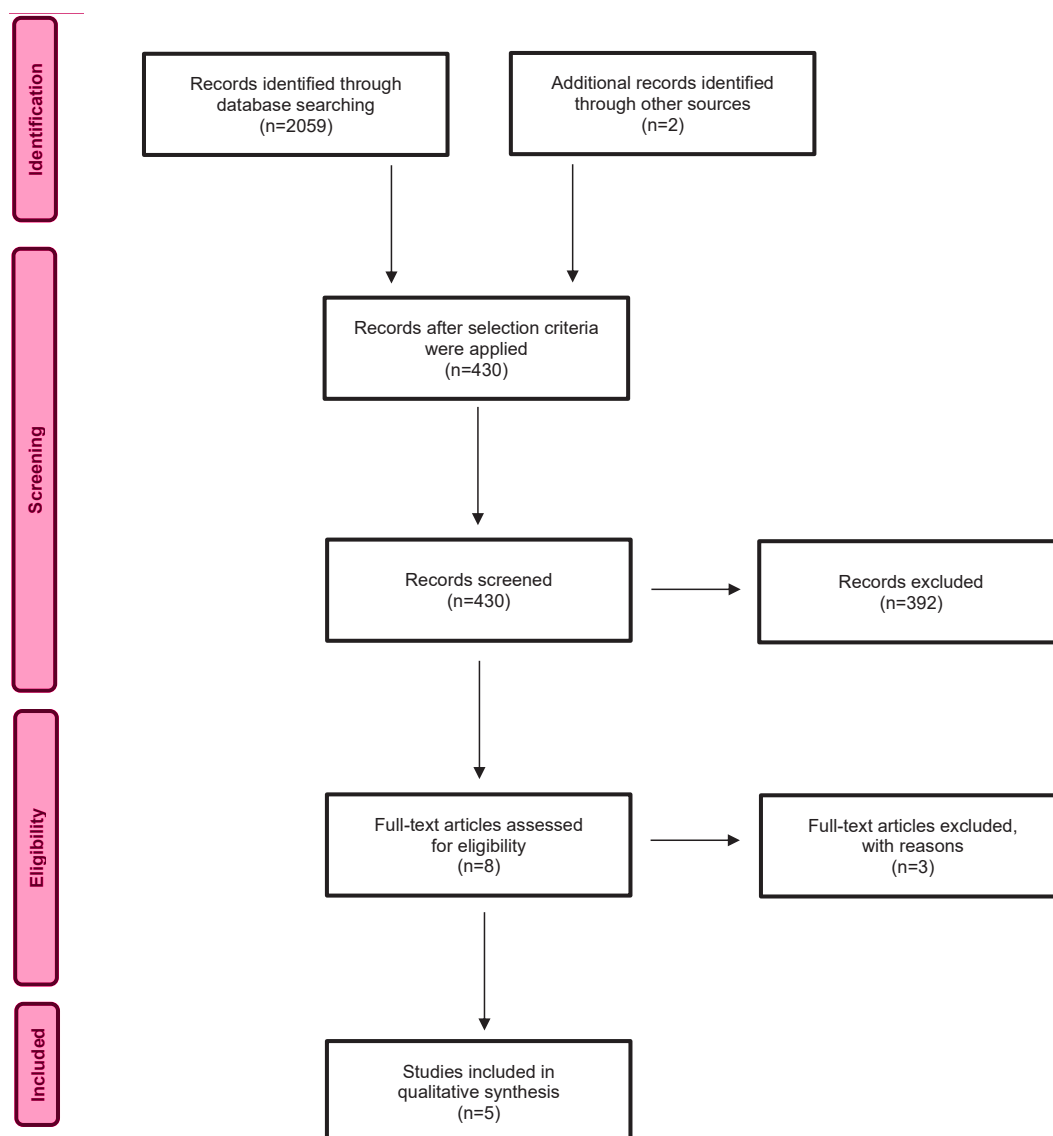 Identification
Records identified through
database searching
(n=2059)
Additional records identified
through other sources
(n=2)
Screening
Records after selection criteria
were applied
(n=430)
Records screened
(n=430)
Records excluded
(n=392)
Eligibility
Full-text articles assessed
for eligibility
(n=8)
Full-text articles excluded,
with reasons
(n=3)
Included
Studies included in
qualitative synthesis
(n=5)